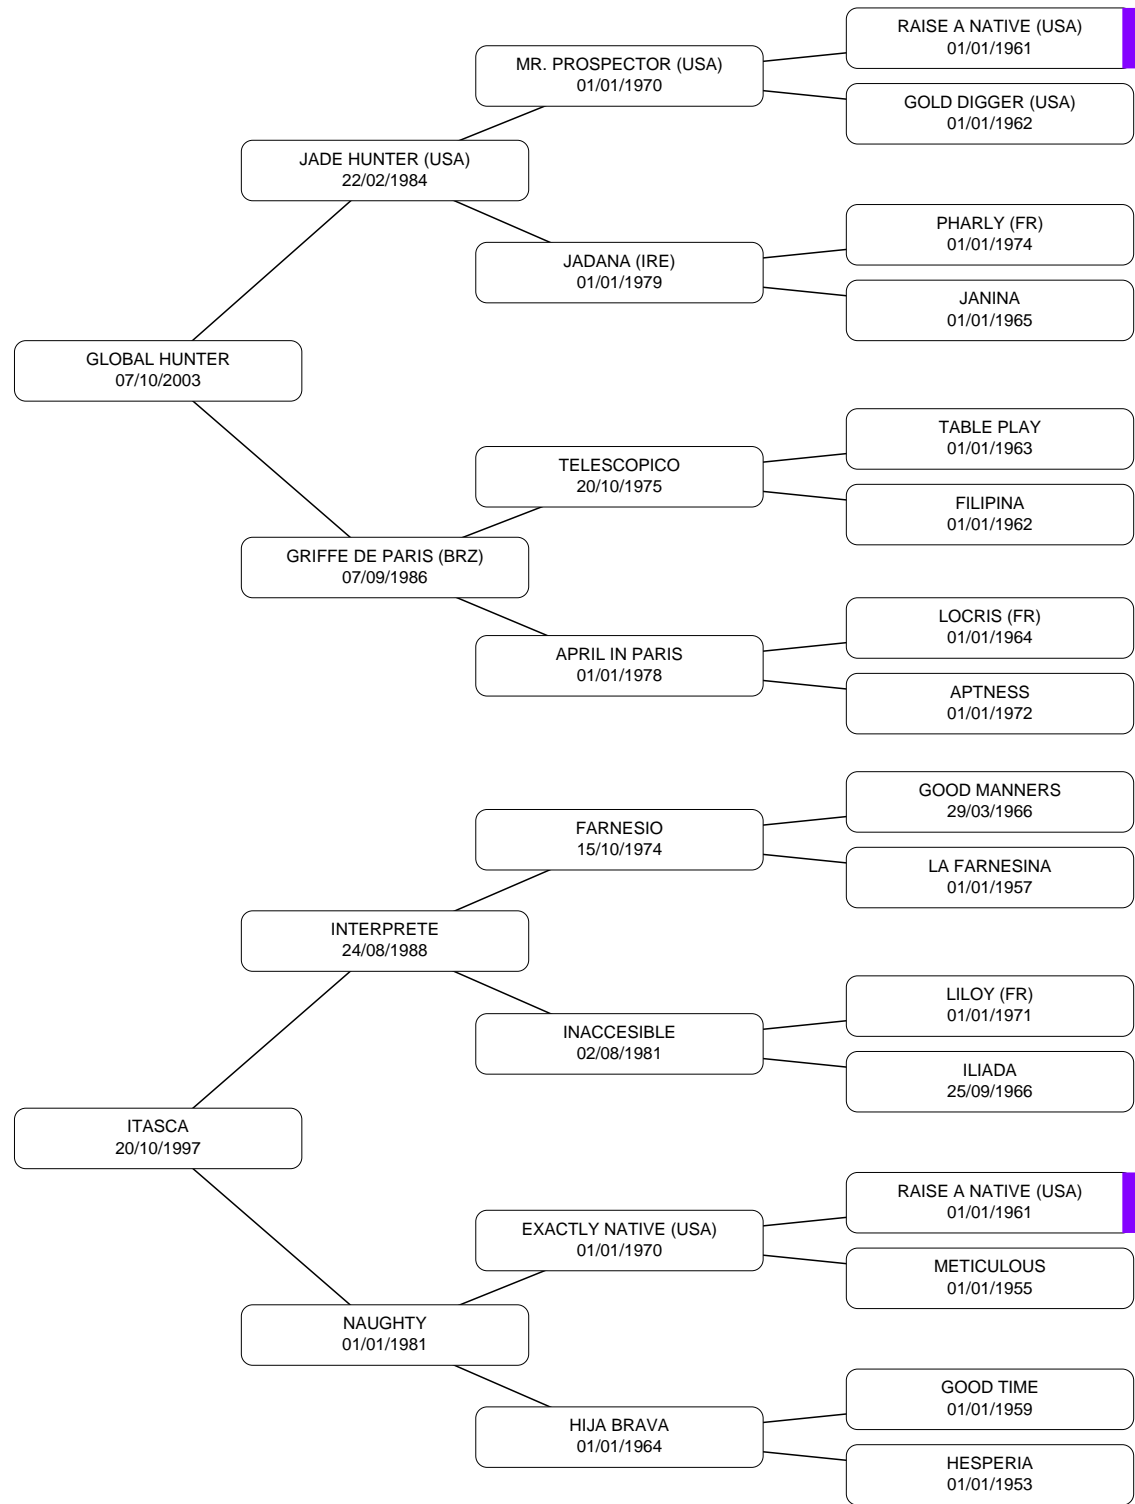 RAISE A NATIVE (USA)
01/01/1961
MR. PROSPECTOR (USA)
01/01/1970
GOLD DIGGER (USA)
01/01/1962
JADE HUNTER (USA)
22/02/1984
PHARLY (FR)
01/01/1974
JADANA (IRE)
01/01/1979
JANINA
01/01/1965
GLOBAL HUNTER
07/10/2003
TABLE PLAY
01/01/1963
TELESCOPICO
20/10/1975
FILIPINA
01/01/1962
GRIFFE DE PARIS (BRZ)
07/09/1986
LOCRIS (FR)
01/01/1964
APRIL IN PARIS
01/01/1978
APTNESS
01/01/1972
GOOD MANNERS
29/03/1966
FARNESIO
15/10/1974
LA FARNESINA
01/01/1957
INTERPRETE
24/08/1988
LILOY (FR)
01/01/1971
INACCESIBLE
02/08/1981
ILIADA
25/09/1966
ITASCA
20/10/1997
RAISE A NATIVE (USA)
01/01/1961
EXACTLY NATIVE (USA)
01/01/1970
METICULOUS
01/01/1955
NAUGHTY
01/01/1981
GOOD TIME
01/01/1959
HIJA BRAVA
01/01/1964
HESPERIA
01/01/1953